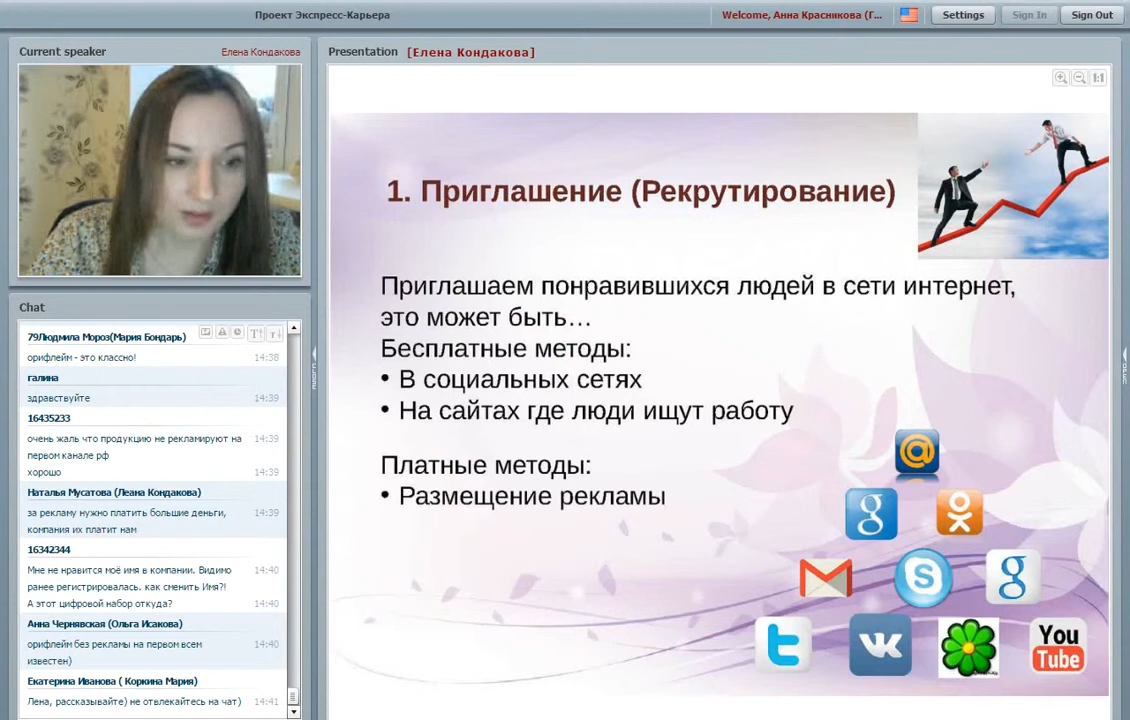 Проект Экспресс-Карьера
Welcome, Анна Красникова (Г...
Settings
Sign In
Sign Out
Current speaker
Елена Кондакова
Presentation
[Елена Кондакова]
1:1
1. Приглашение (Рекрутирование)
Приглашаем понравившихся людей в сети интернет,
это может быть…
Бесплатные методы:
• В социальных сетях
• На сайтах где люди ищут работу
Платные методы:
• Размещение рекламы
You
Tube
Chat
79Людмила Мороз(Мария Бондарь)
орифлейм - это классно! 14:38
галина
здравствуйте 14:39
16435233
очень жаль что продукцию не рекламируют на 14:39
первом канале рф
хорошо 14:39
Наталья Мусатова (Леана Кондакова)
за рекламу нужно платить большие деньги, 14:39
компания их платит нам
16342344
Мне не нравится моё имя в компании. Видимо 14:40
ранее регистрировалась. как сменить Имя?!
А этот цифровой набор откуда? 14:40
Анна Чернявская (Ольга Исакова)
орифлейм без рекламы на первом всем 14:40
известен)
Екатерина Иванова ( Коркина Мария)
Лена, рассказывайте) не отвлекайтесь на чат) 14:41